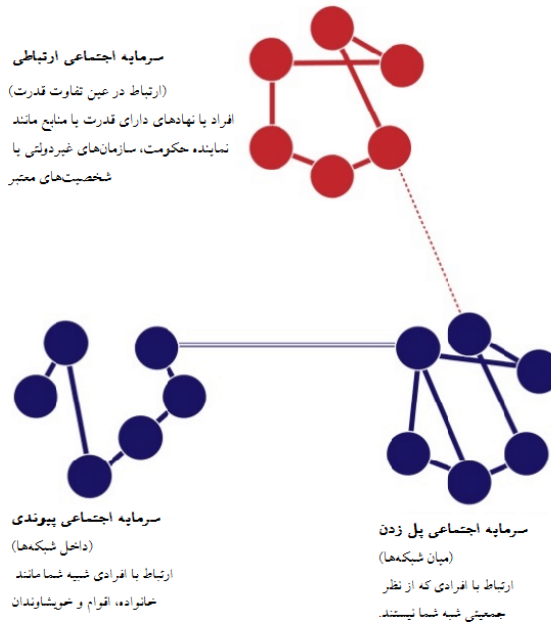 سرمایه اجتماعی ارتباطی
(ارتباط در عین تفاوت قدرت)
افراد یا نهادهای دارای قدرت یا منابع مانند
نماینده حکومت، سازمان‌های غیردولتی یا
شخصیت‌های معتبر
سرمایه اجتماعی پیوندی
(داخل شبکه‌ها)
ارتباط با افرادی شبیه شما مانند
خانواده، اقوام و خویشاوندان
سرمایه اجتماعی پل زدن
(میان شبکه‌ها)
ارتباط با افرادی که از نظر
جمعیتی شبه شما نیستند.